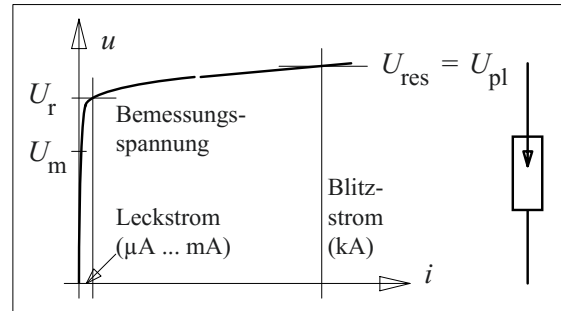 u
U_res = U_pl
U_r
Bemessungs-
spannung
U_m
Blitz-
strom
(kA)
Leckstrom
(µA ... mA)
i